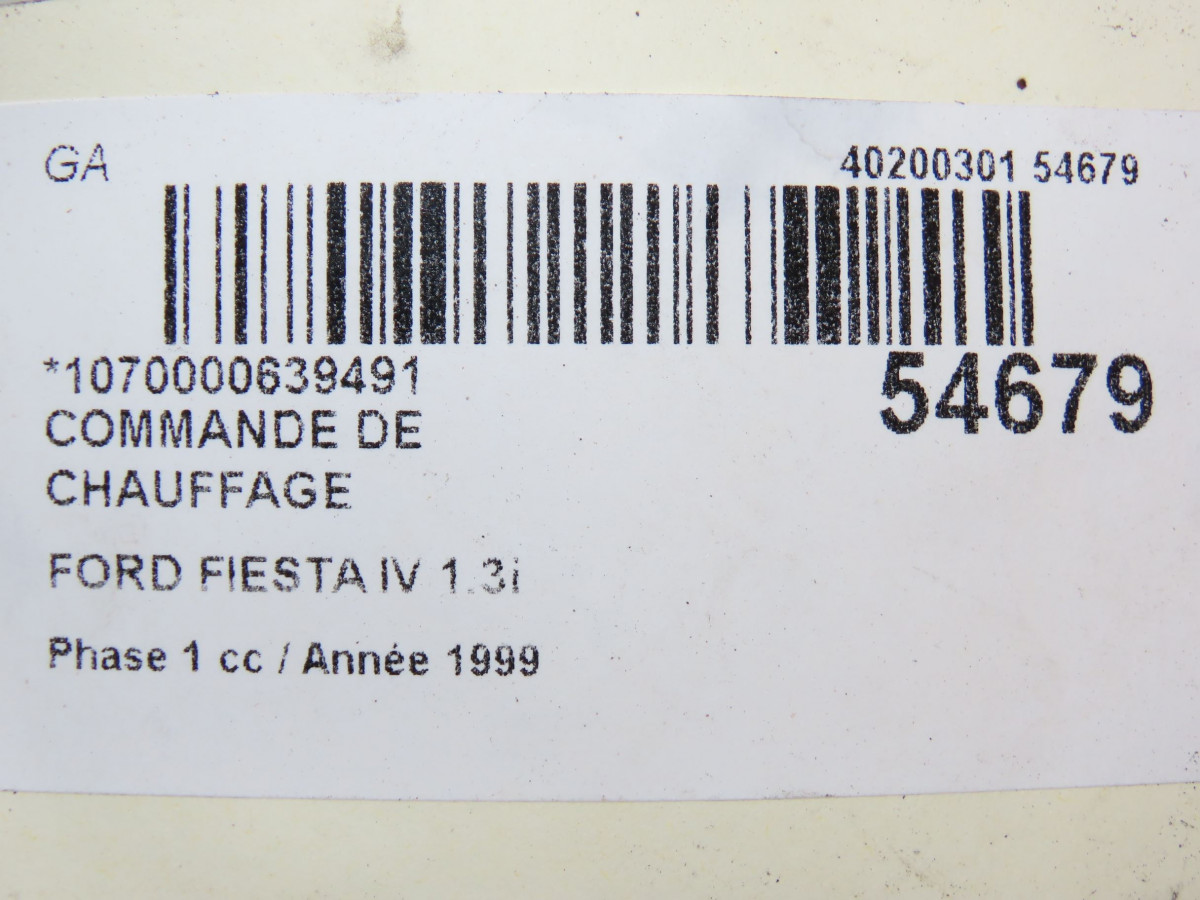 GA
40200301 54679
*1070000639491
54679
COMMANDE DE
CHAUFFAGE
FORD FIESTA IV 1.3i
Phase 1 cc / Année 1999